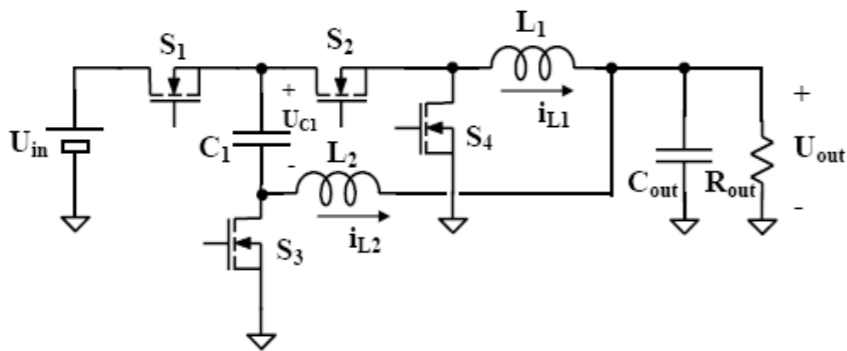 S1
S2
L1
+
iL1
+
Uin
UC1
C1
S4
-
L2
Cout
Rout
Uout
-
iL2
S3